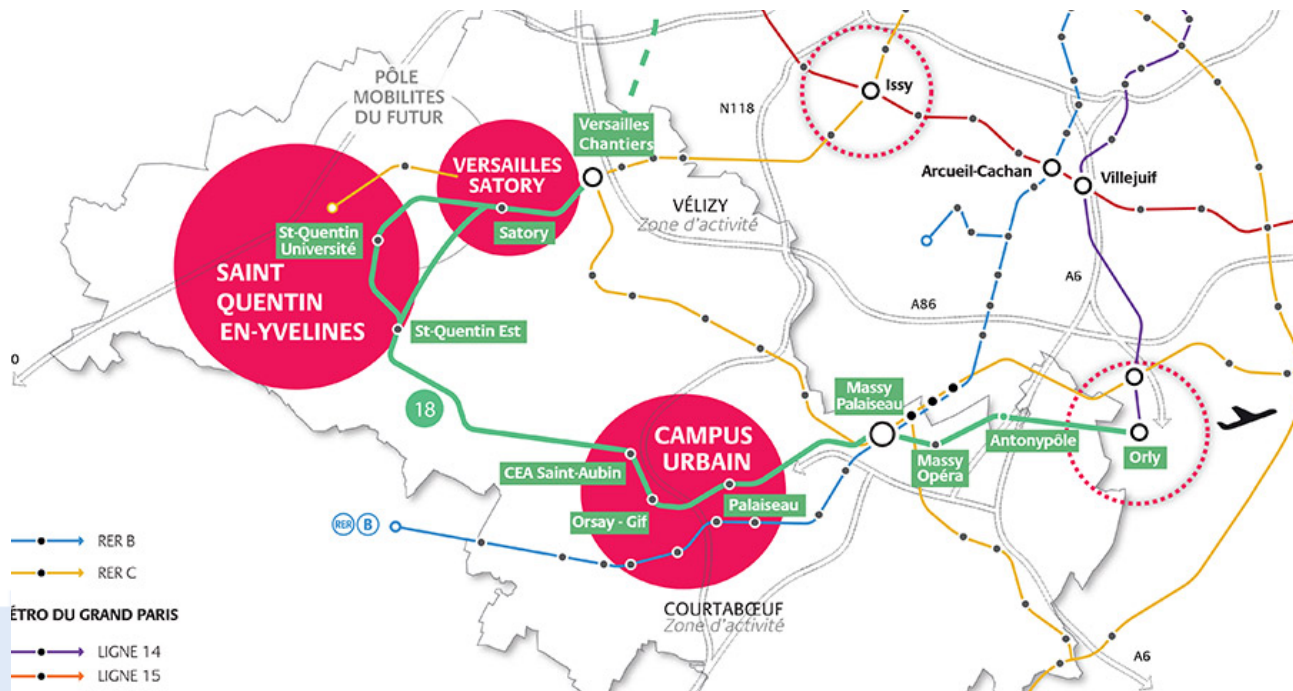 PÔLE
MOBILITES
DU FUTUR
N118
Issy
Versailles
Chantiers
VERSAILLES
SATORY
Arcueil-Cachan
Villejuif
VÉLIZY
Zone d'activité
St-Quentin
Université
Satory
SAINT
QUENTIN
EN-YVELINES
A6
A86
St-Quentin Est
0
18
Massy
Palaiseau
CAMPUS
URBAIN
Antonypôle
Massy
Opéra
Orly
CEA Saint-Aubin
Orsay - Gif
Palaiseau
RER B
RER B
RER C
COURTABŒUF
Zone d'activité
ÉTRO DU GRAND PARIS
LIGNE 14
LIGNE 15
A6